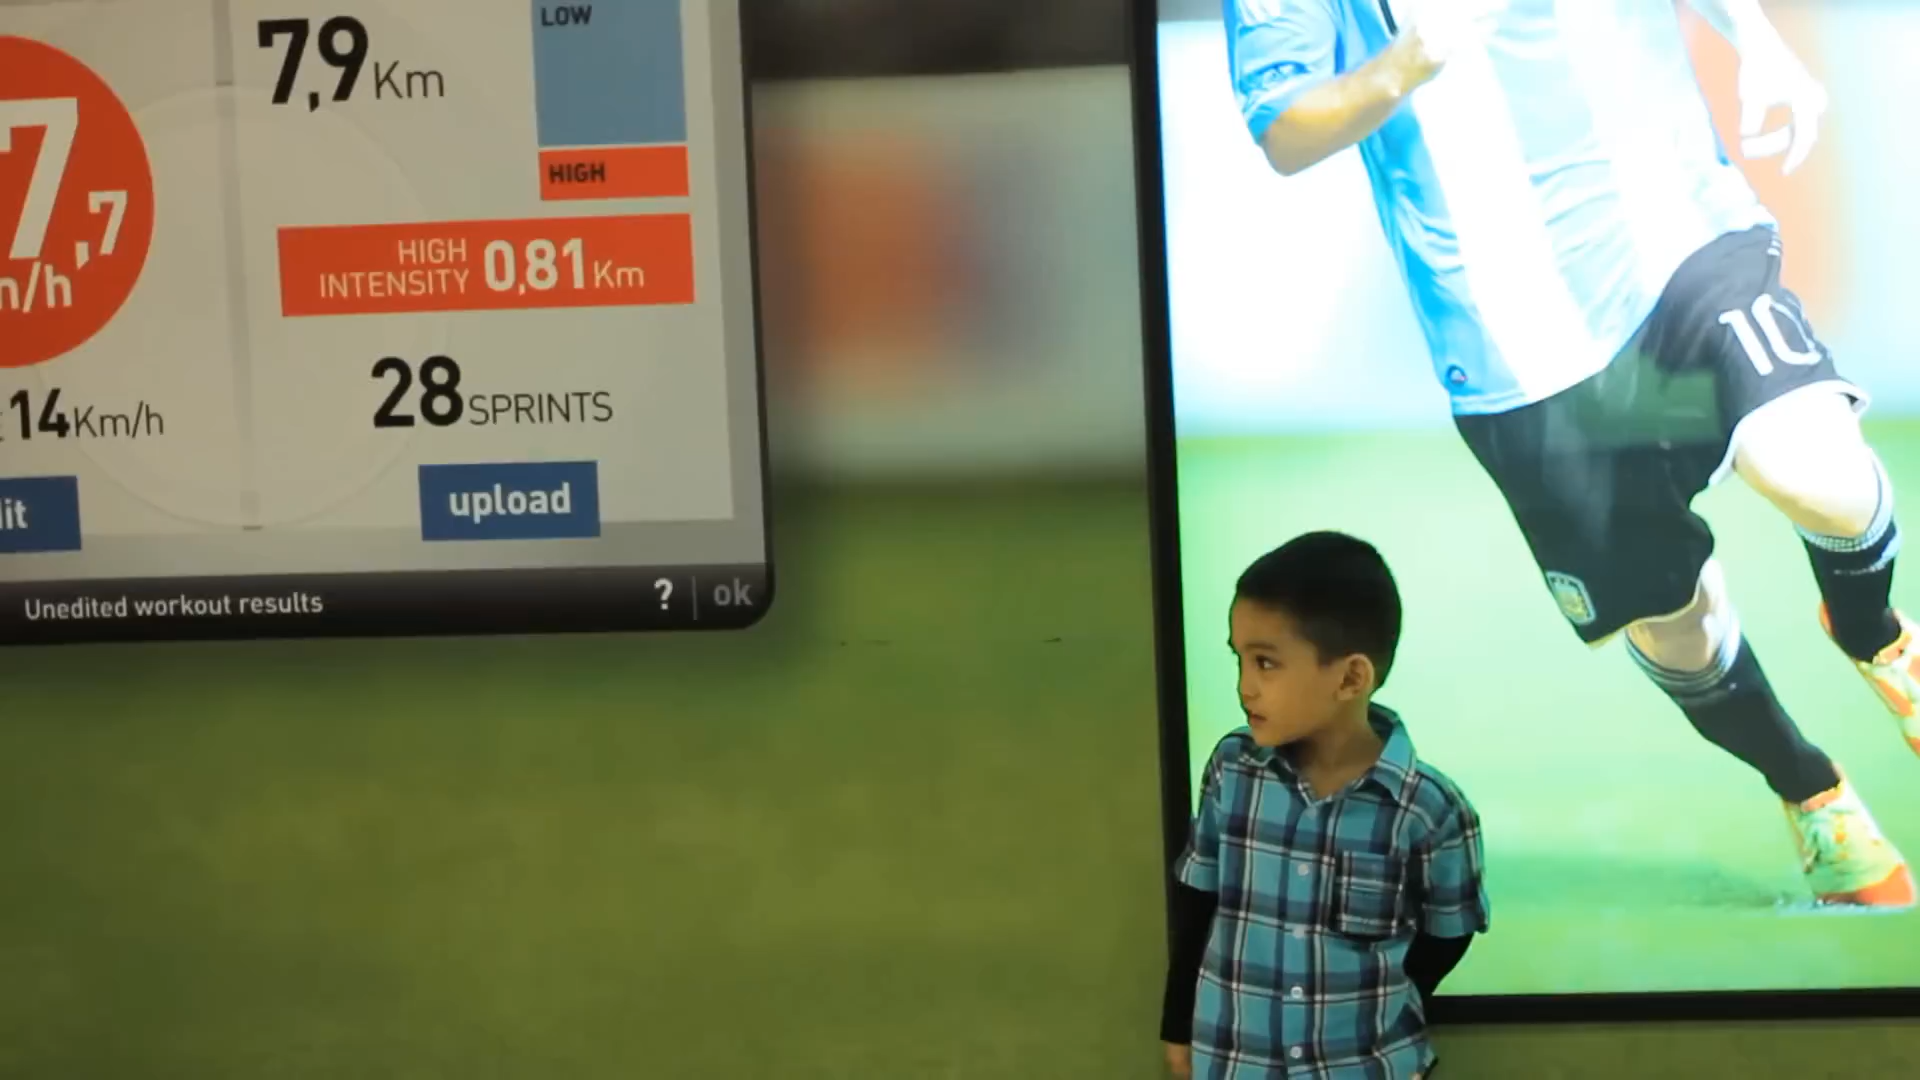 7,9 Km
LOW
HIGH
7,7
HIGH
INTENSITY 0,81 Km
14 Km/h
28 SPRINTS
upload
Unedited workout results
? | ok
10